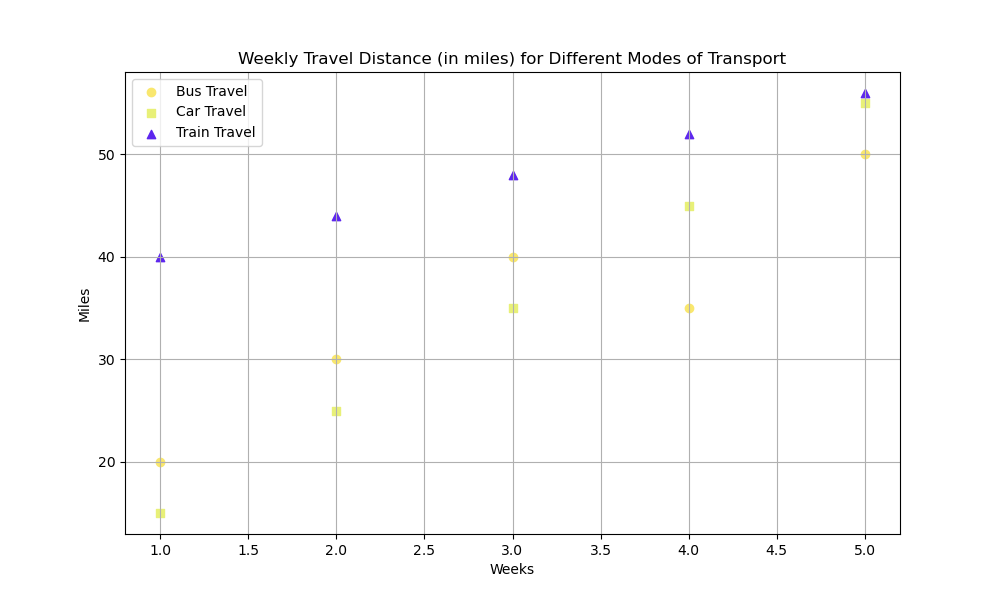 Weekly Travel Distance (in miles) for Different Modes of Transport
Bus Travel
Car Travel
Train Travel
50
40
30
20
Miles
1.0 1.5 2.0 2.5 3.0 3.5 4.0 4.5 5.0
Weeks